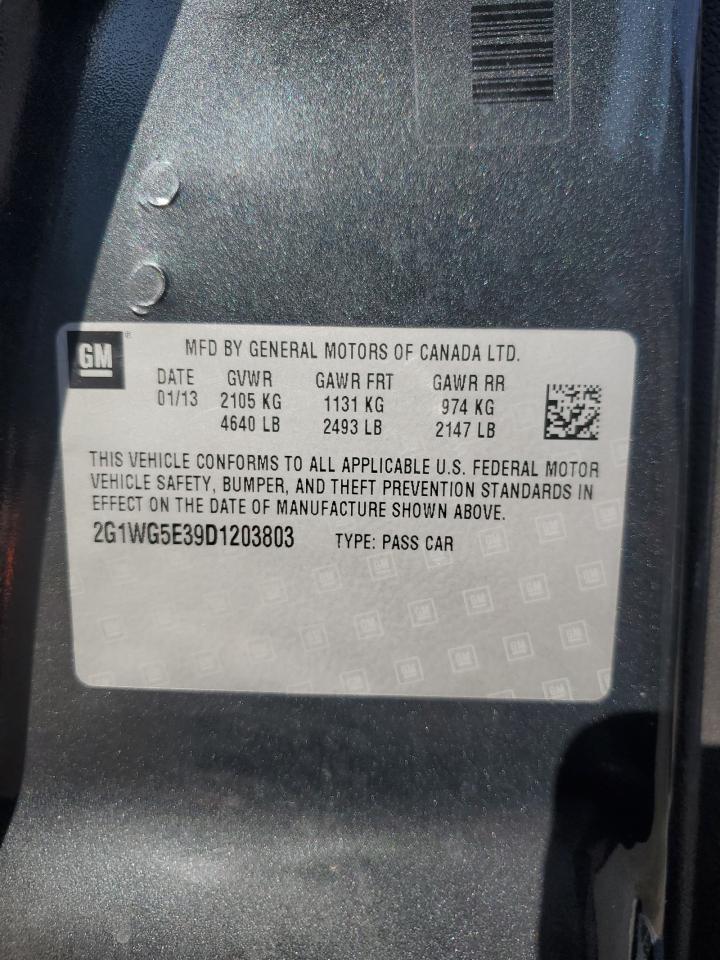 GM ® MFD BY GENERAL MOTORS OF CANADA LTD.
DATE GVWR GAWR FRT GAWR RR
01/13 2105 KG 1131 KG 974 KG
4640 LB 2493 LB 2147 LB
THIS VEHICLE CONFORMS TO ALL APPLICABLE U.S. FEDERAL MOTOR
VEHICLE SAFETY, BUMPER, AND THEFT PREVENTION STANDARDS IN
EFFECT ON THE DATE OF MANUFACTURE SHOWN ABOVE.
2G1WG5E39D1203803 TYPE: PASS CAR